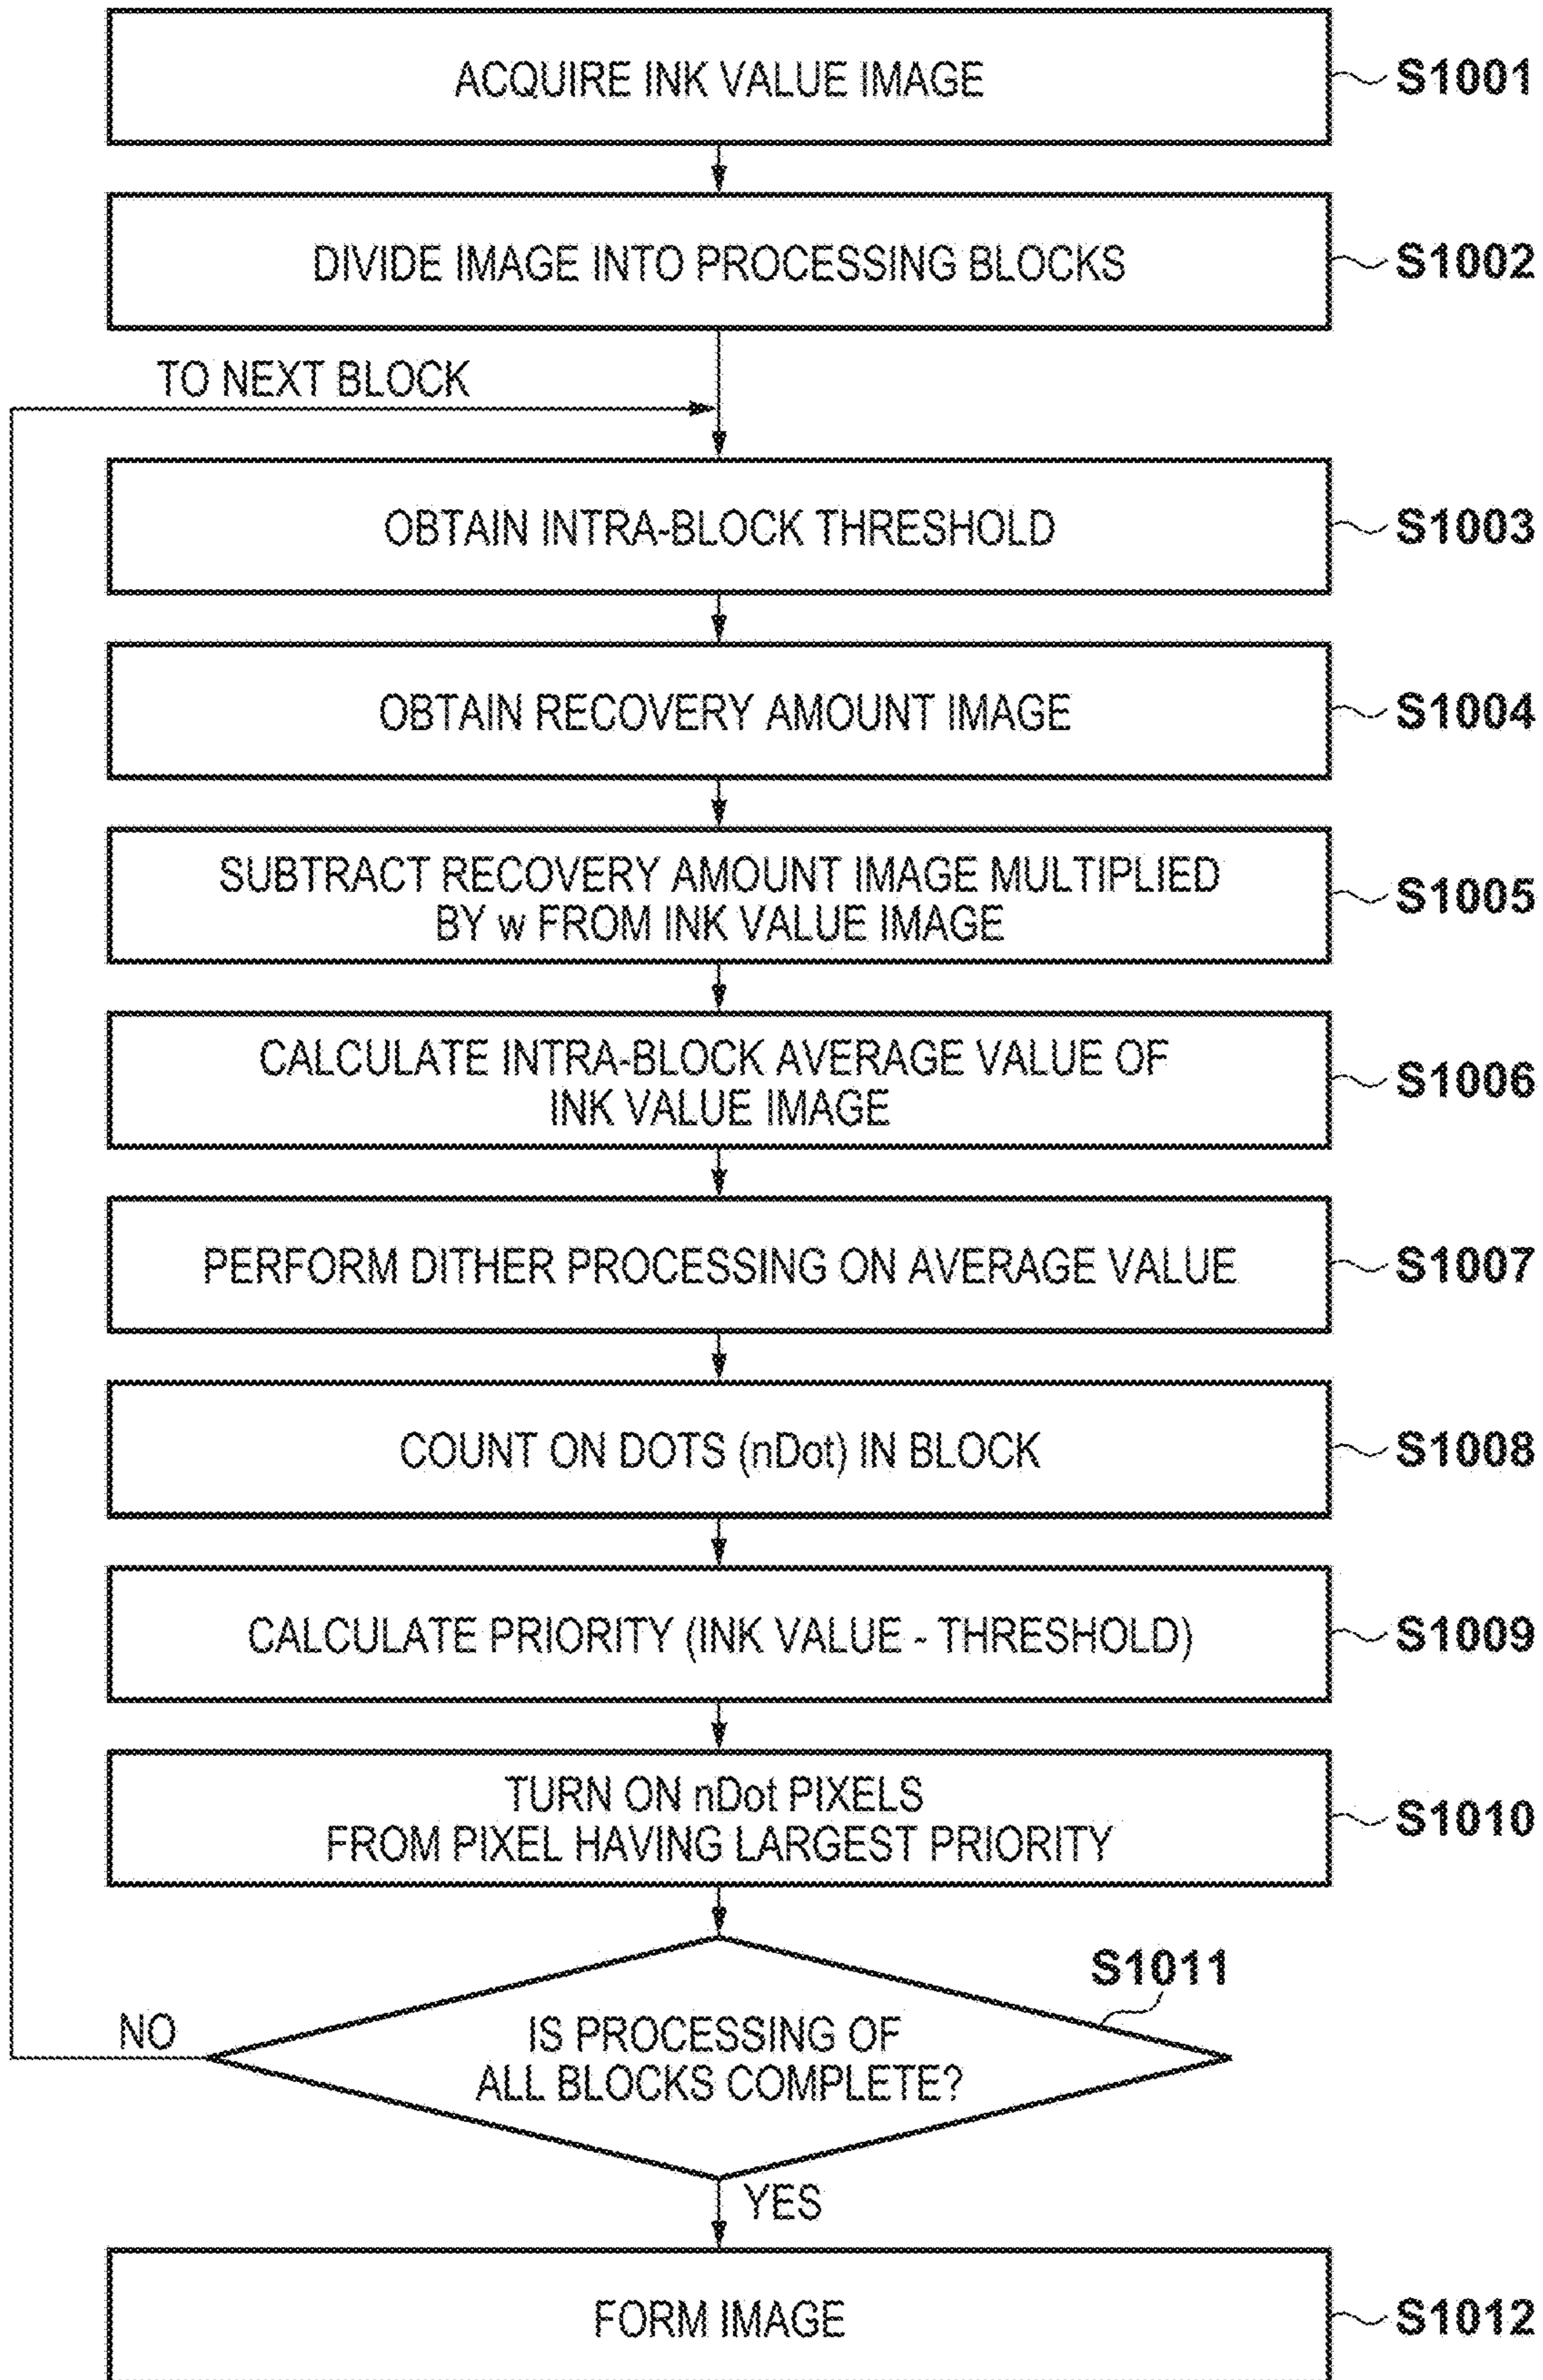 ACQUIRE INK VALUE IMAGE
S1001
DIVIDE IMAGE INTO PROCESSING BLOCKS
S1002
TO NEXT BLOCK
OBTAIN INTRA-BLOCK THRESHOLD
S1003
OBTAIN RECOVERY AMOUNT IMAGE
S1004
SUBTRACT RECOVERY AMOUNT IMAGE MULTIPLIED
BY w FROM INK VALUE IMAGE
S1005
CALCULATE INTRA-BLOCK AVERAGE VALUE OF
INK VALUE IMAGE
S1006
PERFORM DITHER PROCESSING ON AVERAGE VALUE
S1007
COUNT ON DOTS (nDot) IN BLOCK
S1008
CALCULATE PRIORITY (INK VALUE - THRESHOLD)
S1009
TURN ON nDot PIXELS
FROM PIXEL HAVING LARGEST PRIORITY
S1010
S1011
NO
IS PROCESSING OF
ALL BLOCKS COMPLETE?
YES
FORM IMAGE
S1012